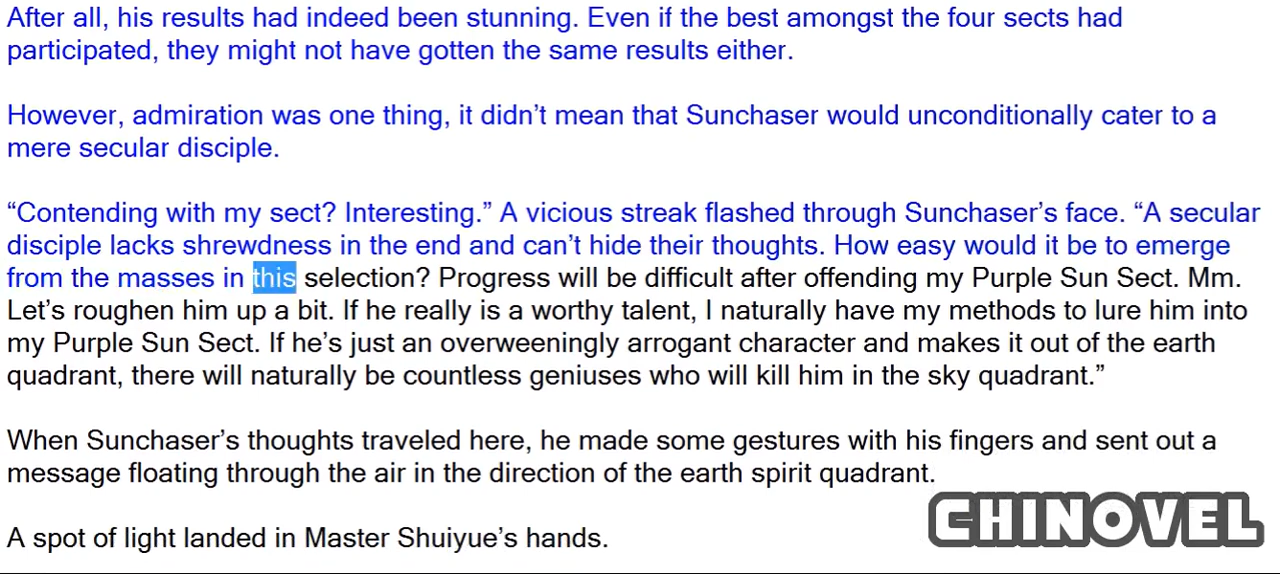 After all, his results had indeed been stunning. Even if the best amongst the four sects had
participated, they might not have gotten the same results either.
However, admiration was one thing, it didn’t mean that Sunchaser would unconditionally cater to a
mere secular disciple.
“Contending with my sect? Interesting.” A vicious streak flashed through Sunchaser’s face. “A secular
disciple lacks shrewdness in the end and can’t hide their thoughts. How easy would it be to emerge
from the masses in this selection? Progress will be difficult after offending my Purple Sun Sect. Mm.
Let’s roughen him up a bit. If he really is a worthy talent, I naturally have my methods to lure him into
my Purple Sun Sect. If he’s just an overweeningly arrogant character and makes it out of the earth
quadrant, there will naturally be countless geniuses who will kill him in the sky quadrant.”
When Sunchaser’s thoughts traveled here, he made some gestures with his fingers and sent out a
message floating through the air in the direction of the earth spirit quadrant.
A spot of light landed in Master Shuiyue’s hands.
CHINOVEL